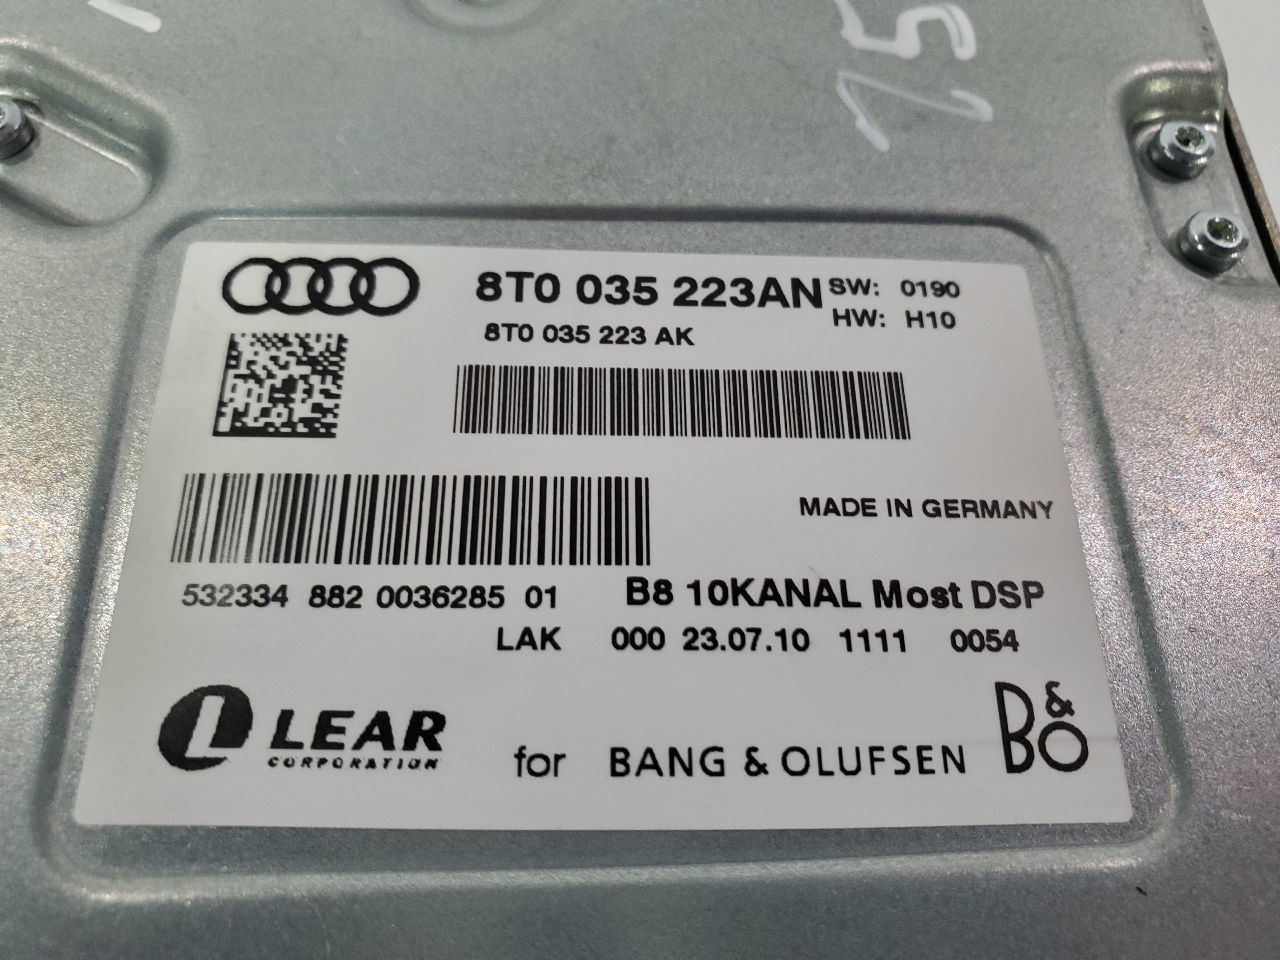 15
8T0 035 223AN SW: 0190
HW: H10
8T0 035 223 AK
MADE IN GERMANY
532334 882 0036285 01 B8 10KANAL Most DSP
LAK 000 23.07.10 1111 0054
LEAR
CORPORATION
for BANG & OLUFSEN
B&O